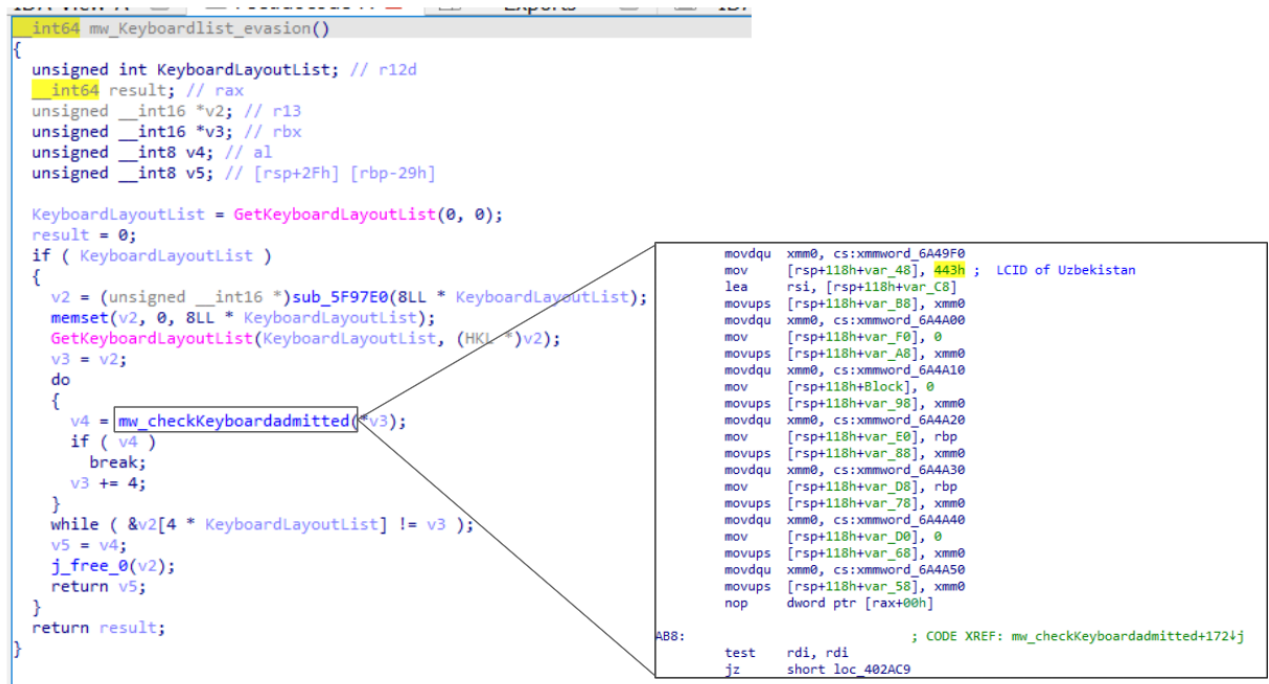 __int64 mw_Keyboardlist_evasion()
{
unsigned int KeyboardLayoutList; // r12d
__int64 result; // rax
unsigned __int16 *v2; // r13
unsigned __int16 *v3; // rbx
unsigned __int8 v4; // al
unsigned __int8 v5; // [rsp+2Fh] [rbp-29h]
KeyboardLayoutList = GetKeyboardLayoutList(0, 0);
result = 0;
if ( KeyboardLayoutList )
{
v2 = (unsigned __int16 *)sub_5F97E0(8LL * KeyboardLayoutList);
memset(v2, 0, 8LL * KeyboardLayoutList);
GetKeyboardLayoutList(KeyboardLayoutList, (HKL *)v2);
v3 = v2;
do
{
v4 = mw_checkKeyboardadmitted(*v3);
if ( v4 )
break;
v3 += 4;
}
while ( &v2[4 * KeyboardLayoutList] != v3 );
v5 = v4;
j_free_0(v2);
return v5;
}
return result;
}
movdqu xmm0, cs:xmmword_6A49F0
mov [rsp+118h+var_48], 443h ; LCID of Uzbekistan
lea rsi, [rsp+118h+var_C8]
movups [rsp+118h+var_B8], xmm0
movdqu xmm0, cs:xmmword_6A4A00
mov [rsp+118h+var_F0], 0
movups [rsp+118h+var_A8], xmm0
movdqu xmm0, cs:xmmword_6A4A10
mov [rsp+118h+Block], 0
movups [rsp+118h+var_98], xmm0
movdqu xmm0, cs:xmmword_6A4A20
mov [rsp+118h+var_E0], rbp
movups [rsp+118h+var_88], xmm0
movdqu xmm0, cs:xmmword_6A4A30
mov [rsp+118h+var_D8], rbp
movups [rsp+118h+var_78], xmm0
movdqu xmm0, cs:xmmword_6A4A40
mov [rsp+118h+var_D0], 0
movups [rsp+118h+var_68], xmm0
movdqu xmm0, cs:xmmword_6A4A50
movups [rsp+118h+var_58], xmm0
nop dword ptr [rax+00h]
AB8: ; CODE XREF: mw_checkKeyboardadmitted+172↓j
test rdi, rdi
jz short loc_402AC9